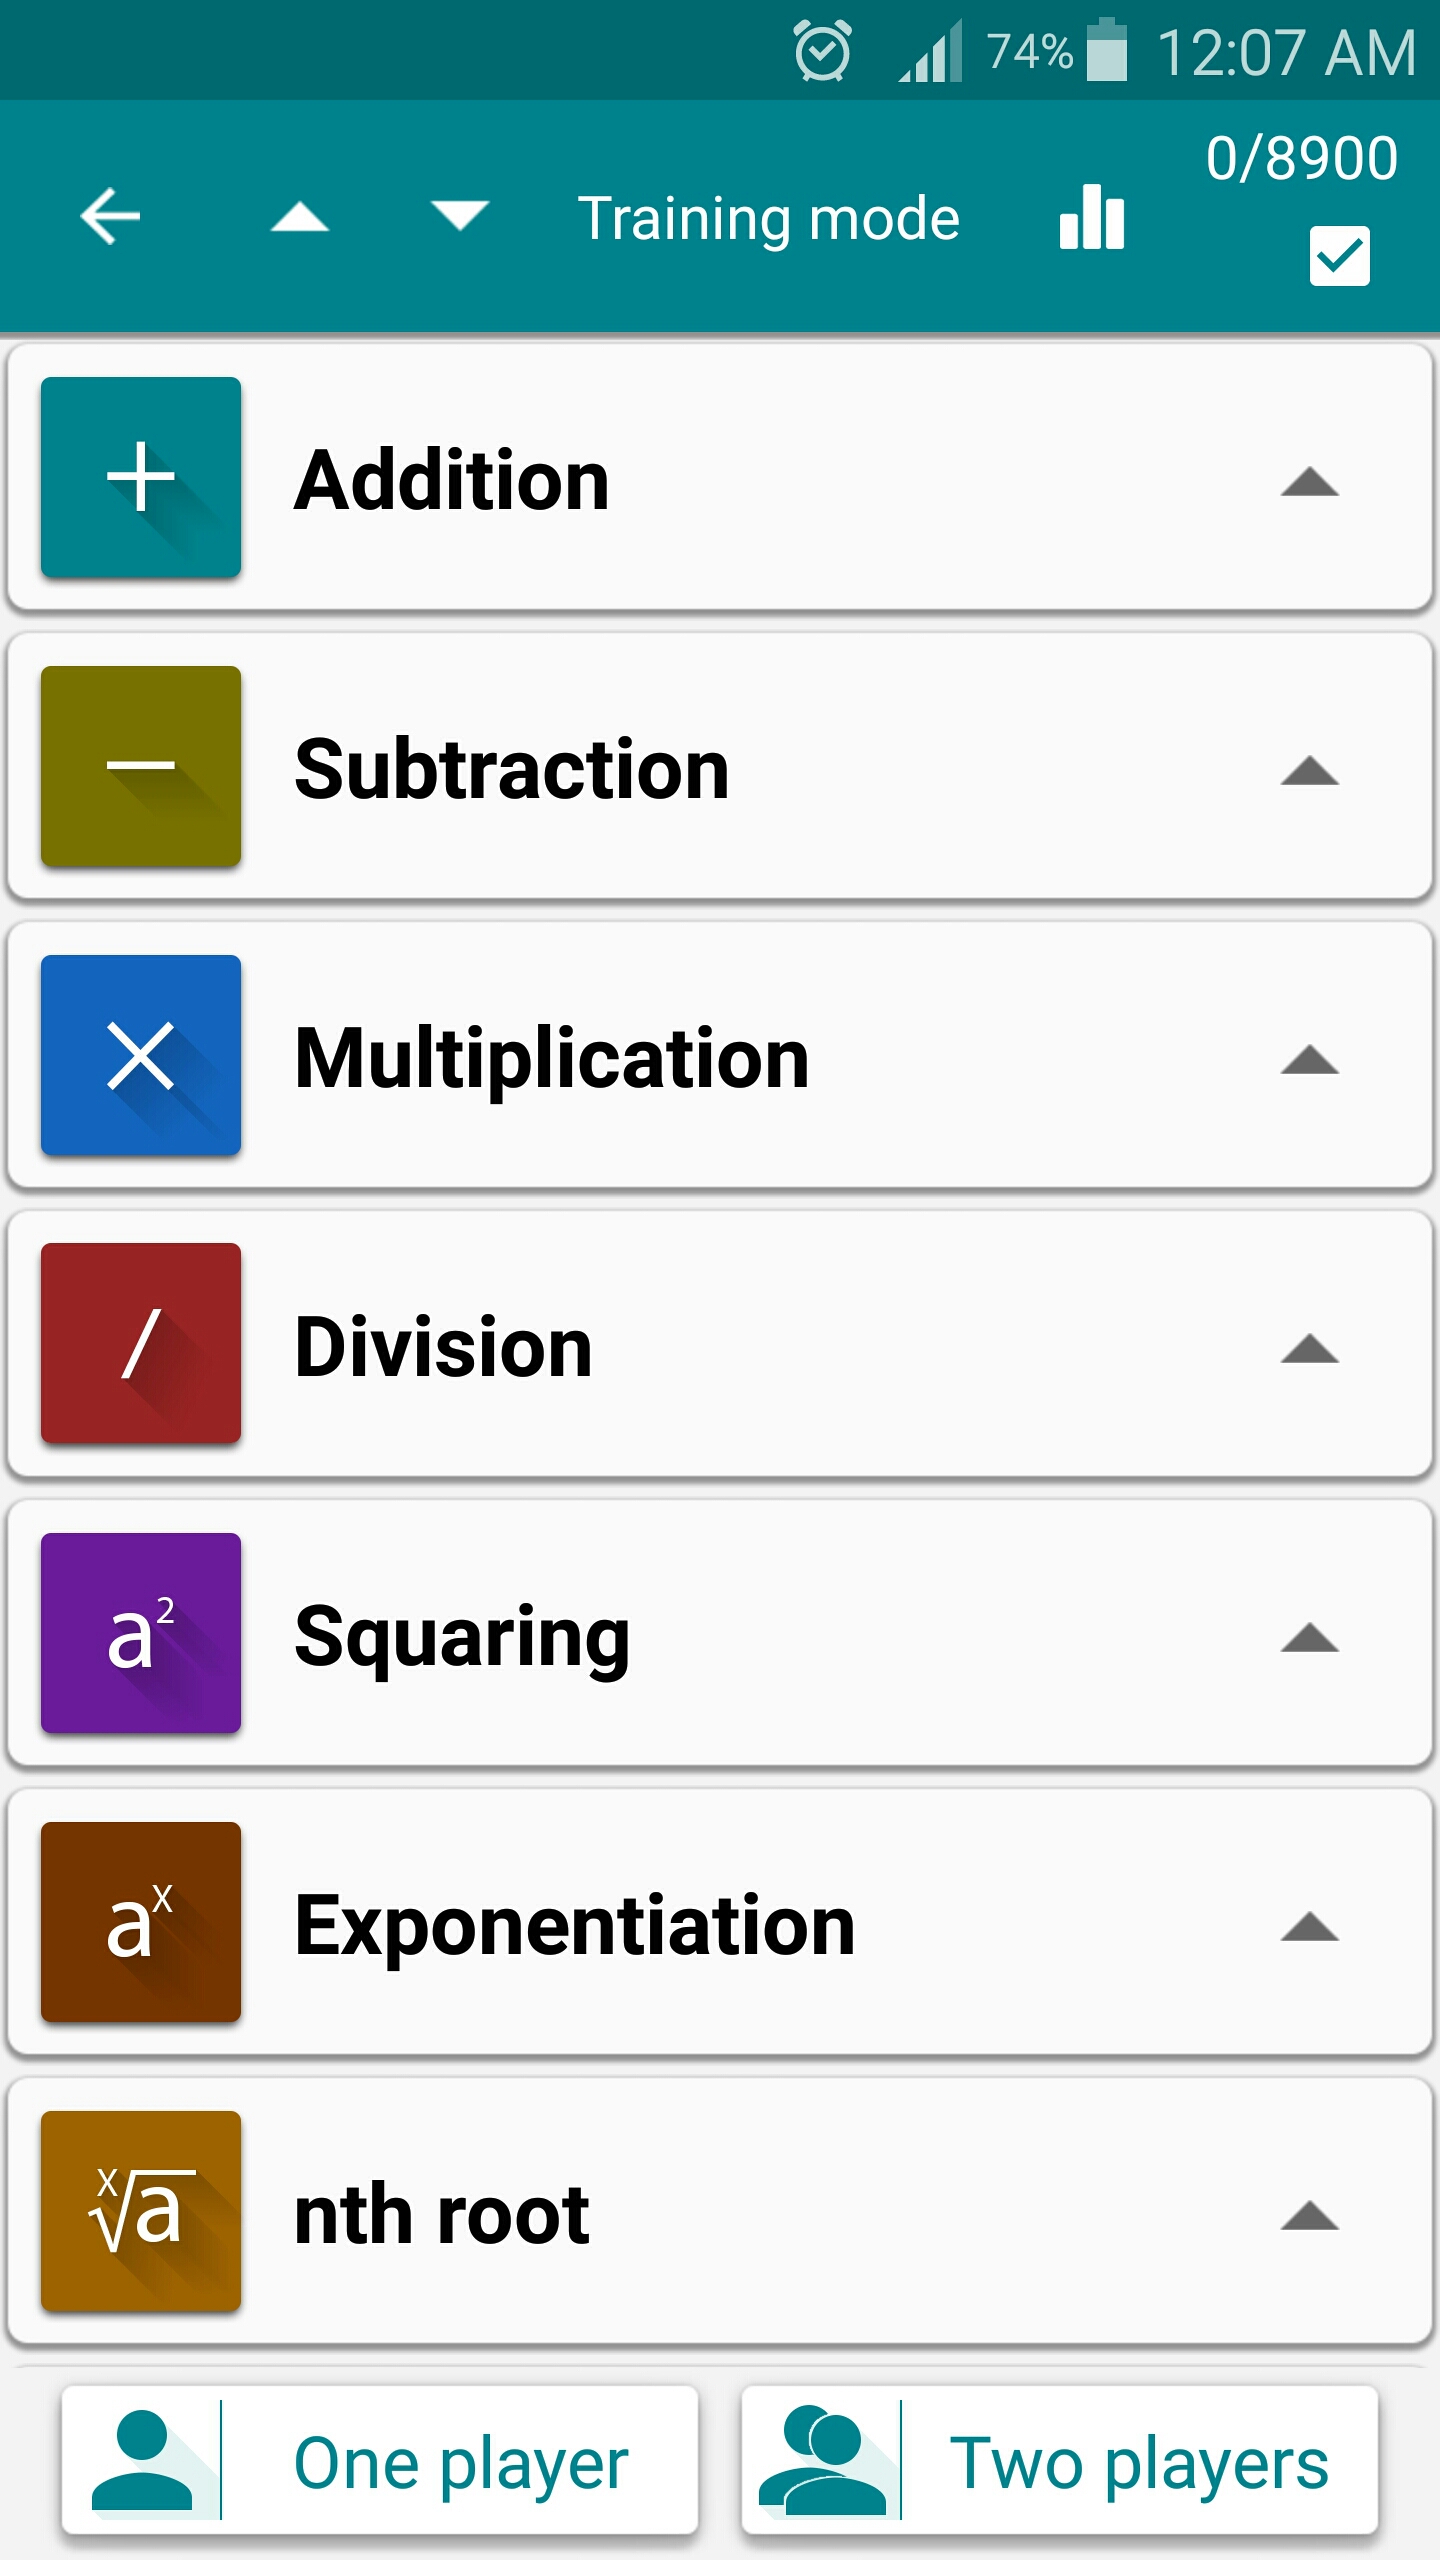 74% 12:07 AM
0/8900
Training mode
+ Addition
− Subtraction
× Multiplication
/ Division
a² Squaring
aˣ Exponentiation
ˣ√a nth root
One player
Two players